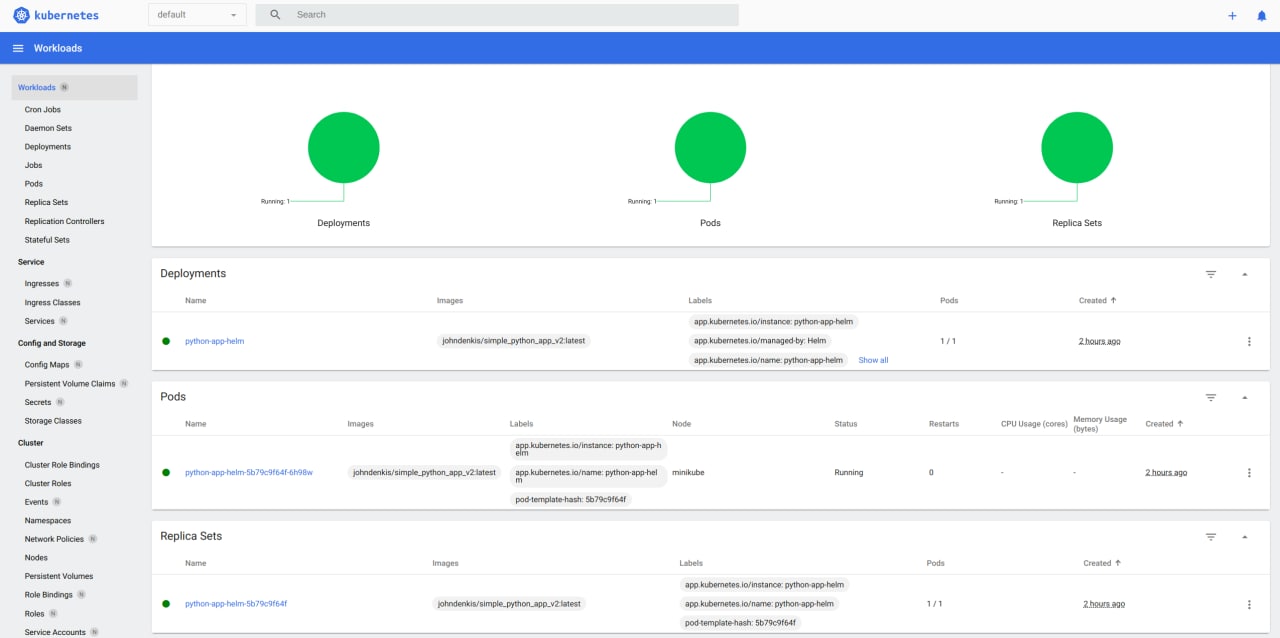 kubernetes
default
Search
Workloads
Workloads N
Cron Jobs
Daemon Sets
Deployments
Jobs
Pods
Replica Sets
Replication Controllers
Stateful Sets
Service
Ingresses N
Ingress Classes
Services N
Config and Storage
Config Maps N
Persistent Volume Claims N
Secrets N
Storage Classes
Cluster
Cluster Role Bindings
Cluster Roles
Events N
Namespaces
Network Policies N
Nodes
Persistent Volumes
Role Bindings N
Roles N
Service Accounts N
Running: 1
Deployments
Running: 1
Pods
Running: 1
Replica Sets
Deployments
Name Images Labels Pods Created
python-app-helm
johndenkis/simple_python_app_v2:latest
app.kubernetes.io/instance: python-app-helm
app.kubernetes.io/managed-by: Helm
app.kubernetes.io/name: python-app-helm
Show all
1 / 1
2 hours ago
Pods
Name Images Labels Node Status Restarts CPU Usage (cores) Memory Usage
(bytes)
Created
python-app-helm-5b79c9f64f-6h98w
johndenkis/simple_python_app_v2:latest
app.kubernetes.io/instance: python-app-h
elm
app.kubernetes.io/name: python-app-hel
m
pod-template-hash: 5b79c9f64f
minikube
Running
0
-
-
2 hours ago
Replica Sets
Name Images Labels Pods Created
python-app-helm-5b79c9f64f
johndenkis/simple_python_app_v2:latest
app.kubernetes.io/instance: python-app-helm
app.kubernetes.io/name: python-app-helm
pod-template-hash: 5b79c9f64f
1 / 1
2 hours ago